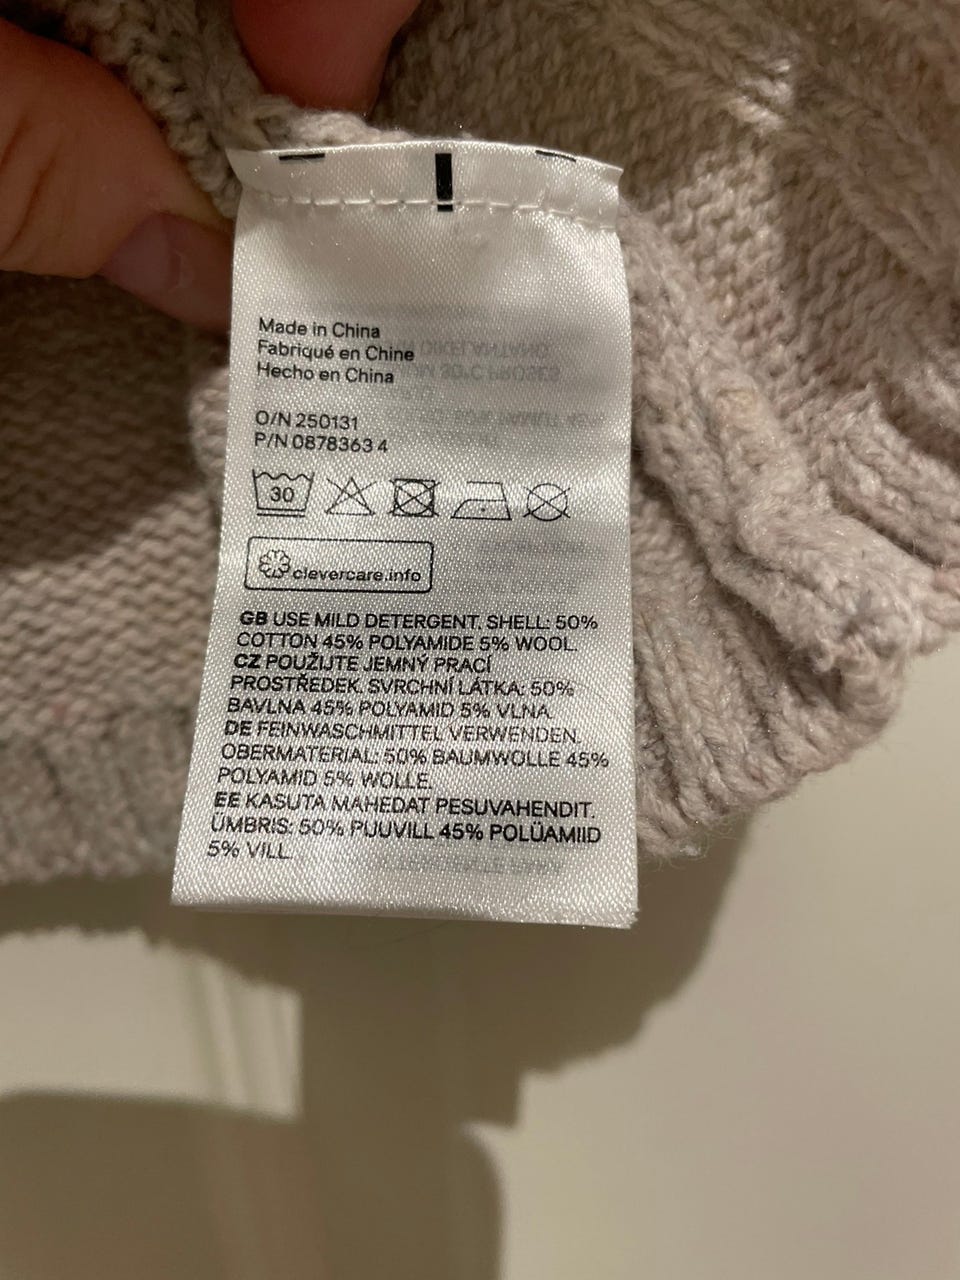 Made in China
Fabriqué en Chine
Hecho en China
O/N 250131
P/N 0878363 4
30
clevercare.info
GB USE MILD DETERGENT. SHELL: 50%
COTTON 45% POLYAMIDE 5% WOOL.
CZ POUŽIJTE JEMNÝ PRACÍ
PROSTŘEDEK. SVRCHNÍ LÁTKA: 50%
BAVLNA 45% POLYAMID 5% VLNA.
DE FEINWASCHMITTEL VERWENDEN.
OBERMATERIAL: 50% BAUMWOLLE 45%
POLYAMID 5% WOLLE.
EE KASUTA MAHEDAT PESUVAHENDIT.
ÜMBRIS: 50% PUUVILL 45% POLÜAMIID
5% VILL.